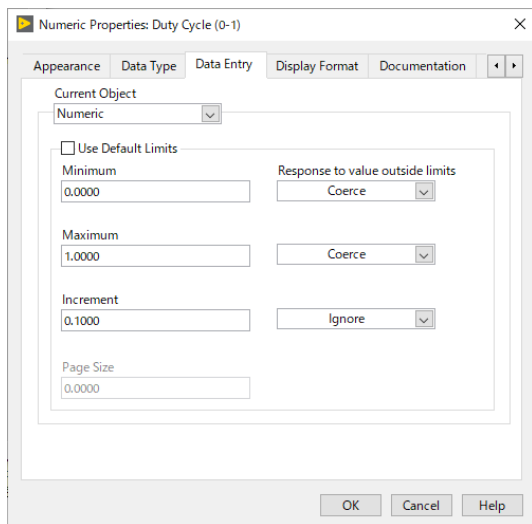 Numeric Properties: Duty Cycle (0-1)
Appearance Data Type Data Entry Display Format Documentation
Current Object
Numeric
Use Default Limits
Minimum Response to value outside limits
0.0000 Coerce
Maximum
1.0000 Coerce
Increment
0.1000 Ignore
Page Size
0.0000
OK Cancel Help